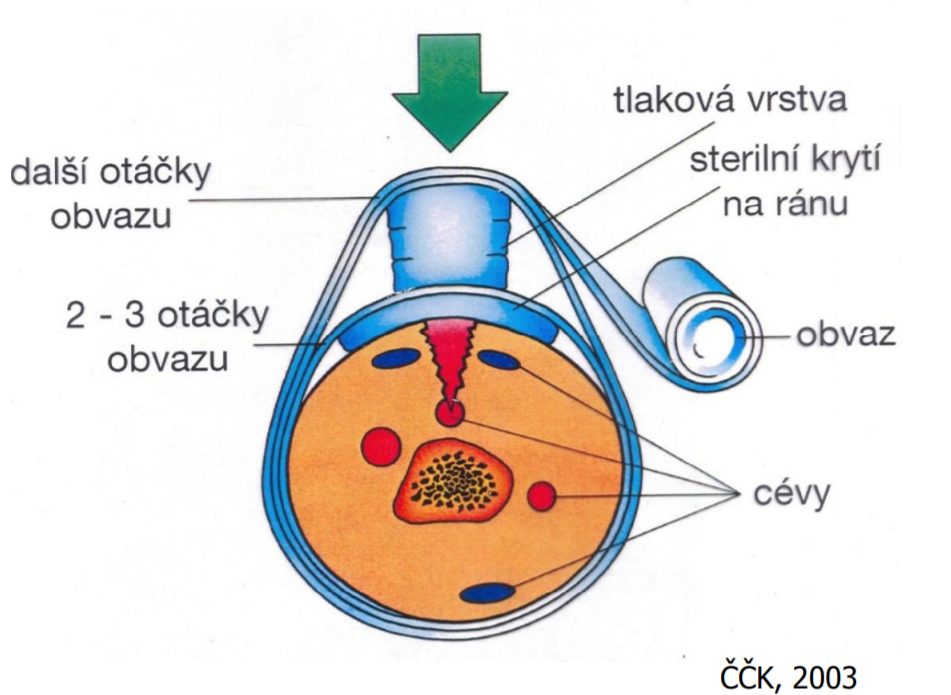 tlaková vrstva
sterilní krytí
na ránu
další otáčky
obvazu
2 - 3 otáčky
obvazu
obvaz
cévy
ČČK, 2003